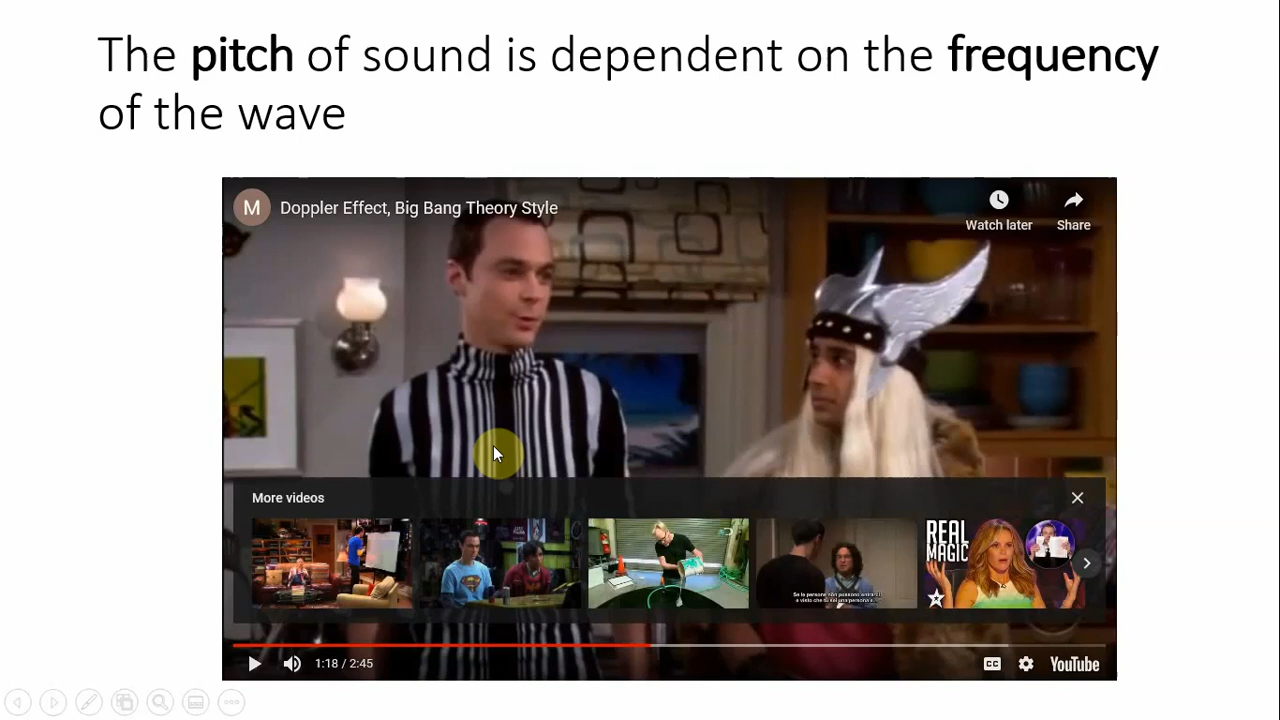 The pitch of sound is dependent on the frequency
of the wave
M
Doppler Effect, Big Bang Theory Style
Watch later
Share
More videos
REAL
MAGIC
1:18 / 2:45
CC
YouTube